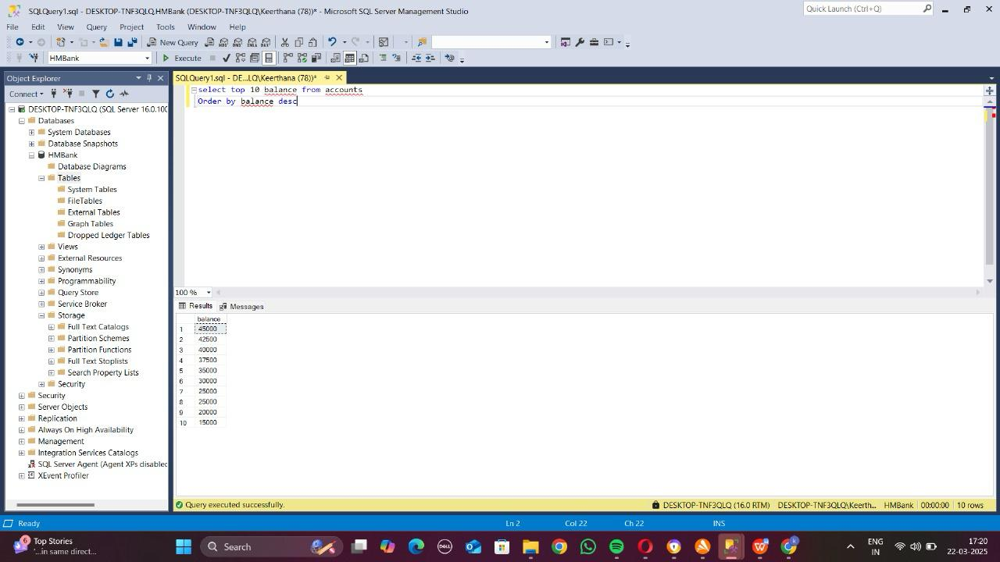 SQLQuery1.sql - DESKTOP-TNF3QLQ.HMBank (DESKTOP-TNF3QLQ\Keerthana (78))* - Microsoft SQL Server Management Studio
Quick Launch (Ctrl+Q)
File Edit View Query Project Tools Window Help
New Query
HMBank Execute
Object Explorer
SQLQuery1.sql - DE...LQ\Keerthana (78))*
Connect
select top 10 balance from accounts
Order by balance desc
DESKTOP-TNF3QLQ (SQL Server 16.0.100
Databases
System Databases
Database Snapshots
HMBank
Database Diagrams
Tables
System Tables
FileTables
External Tables
Graph Tables
Dropped Ledger Tables
Views
External Resources
Synonyms
Programmability
Query Store
Service Broker
Storage
Full Text Catalogs
Partition Schemes
Partition Functions
Full Text Stoplists
Search Property Lists
Security
Security
Server Objects
Replication
Always On High Availability
Management
Integration Services Catalogs
SQL Server Agent (Agent XPs disabled
XEvent Profiler
100 %
Results Messages
balance
1 45000
2 42500
3 40000
4 37500
5 35000
6 30000
7 25000
8 25000
9 20000
10 15000
Query executed successfully. DESKTOP-TNF3QLQ (16.0 RTM) DESKTOP-TNF3QLQ\Keerth... HMBank 00:00:00 10 rows
Ready Ln 2 Col 22 Ch 22 INS
6
Top Stories
...in same direct...
Search
DELL
ENG
IN
17:20
22-03-2025